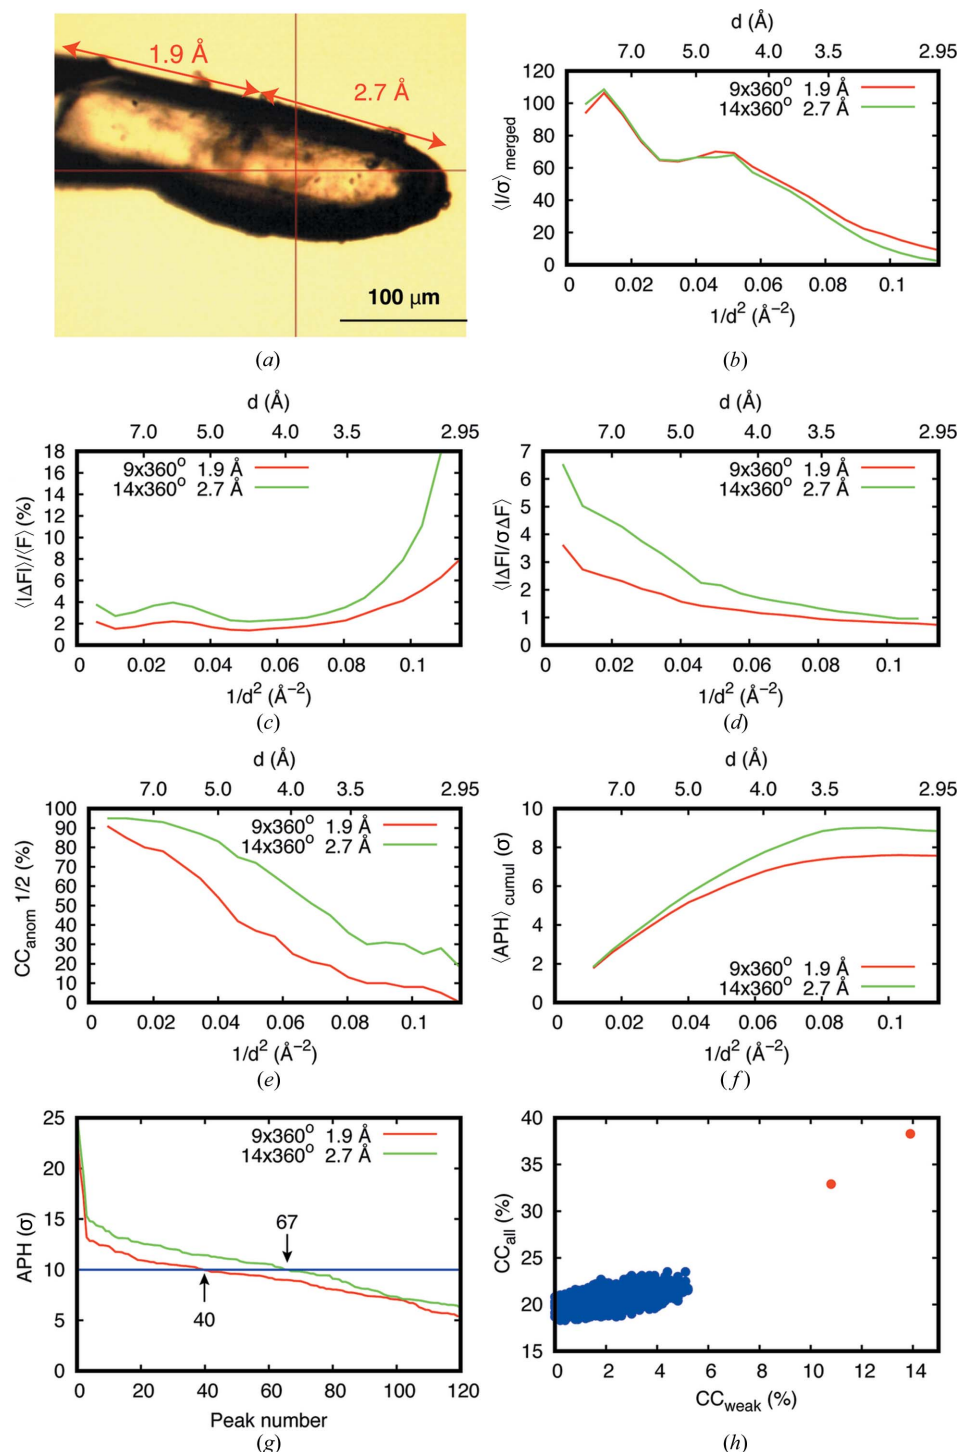 1.9 Å
2.7 Å
100 µm
(a)
d (Å)
7.0 5.0 4.0 3.5 2.95
120
100
80
60
40
20
0
⟨I/σ⟩merged
9x360° 1.9 Å
14x360° 2.7 Å
0 0.02 0.04 0.06 0.08 0.1
1/d² (Å⁻²)
(b)
d (Å)
7.0 5.0 4.0 3.5 2.95
18
16
14
12
10
8
6
4
2
0
⟨|ΔF|⟩/⟨F⟩ (%)
9x360° 1.9 Å
14x360° 2.7 Å
0 0.02 0.04 0.06 0.08 0.1
1/d² (Å⁻²)
(c)
d (Å)
7.0 5.0 4.0 3.5 2.95
7
6
5
4
3
2
1
0
⟨|ΔF|/σΔF⟩
9x360° 1.9 Å
14x360° 2.7 Å
0 0.02 0.04 0.06 0.08 0.1
1/d² (Å⁻²)
(d)
d (Å)
7.0 5.0 4.0 3.5 2.95
100
90
80
70
60
50
40
30
20
10
0
CCanom 1/2 (%)
9x360° 1.9 Å
14x360° 2.7 Å
0 0.02 0.04 0.06 0.08 0.1
1/d² (Å⁻²)
(e)
d (Å)
7.0 5.0 4.0 3.5 2.95
10
8
6
4
2
0
⟨APH⟩cumul (σ)
9x360° 1.9 Å
14x360° 2.7 Å
0 0.02 0.04 0.06 0.08 0.1
1/d² (Å⁻²)
(f)
25
20
15
10
5
0
APH (σ)
9x360° 1.9 Å
14x360° 2.7 Å
67
40
0 20 40 60 80 100 120
Peak number
(g)
40
35
30
25
20
15
CCall (%)
0 2 4 6 8 10 12 14
CCweak (%)
(h)